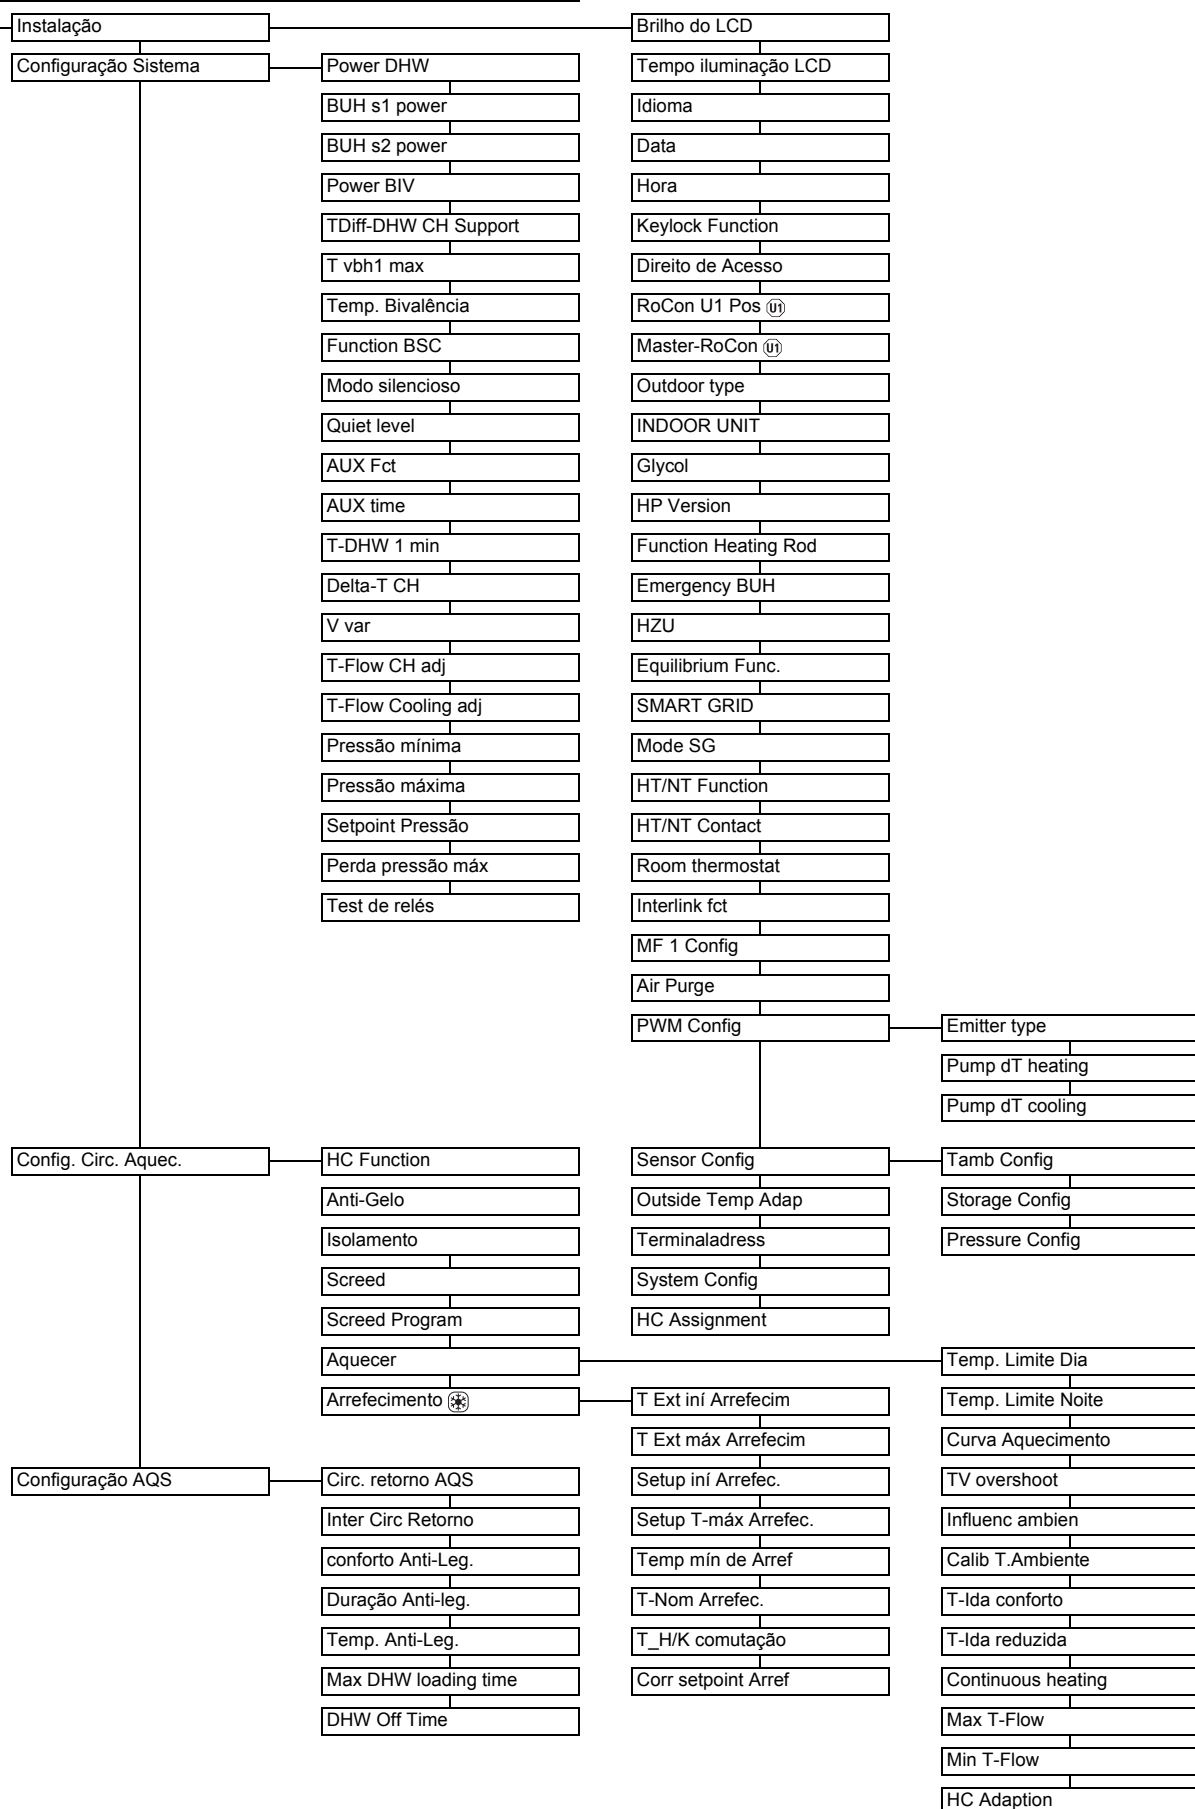 Instalação
Brilho do LCD
Configuração Sistema
Power DHW
Tempo iluminação LCD
BUH s1 power
Idioma
BUH s2 power
Data
Power BIV
Hora
TDiff-DHW CH Support
Keylock Function
T vbh1 max
Direito de Acesso
Temp. Bivalência
RoCon U1 Pos U1
Function BSC
Master-RoCon U1
Modo silencioso
Outdoor type
Quiet level
INDOOR UNIT
AUX Fct
Glycol
AUX time
HP Version
T-DHW 1 min
Function Heating Rod
Delta-T CH
Emergency BUH
V var
HZU
T-Flow CH adj
Equilibrium Func.
T-Flow Cooling adj
SMART GRID
Pressão mínima
Mode SG
Pressão máxima
HT/NT Function
Setpoint Pressão
HT/NT Contact
Perda pressão máx
Room thermostat
Test de relés
Interlink fct
MF 1 Config
Air Purge
PWM Config
Emitter type
Pump dT heating
Pump dT cooling
Config. Circ. Aquec.
HC Function
Sensor Config
Tamb Config
Anti-Gelo
Outside Temp Adap
Storage Config
Isolamento
Terminaladress
Pressure Config
Screed
System Config
Screed Program
HC Assignment
Aquecer
Temp. Limite Dia
Arrefecimento
T Ext iní Arrefecim
Temp. Limite Noite
T Ext máx Arrefecim
Curva Aquecimento
Configuração AQS
Circ. retorno AQS
Setup iní Arrefec.
TV overshoot
Inter Circ Retorno
Setup T-máx Arrefec.
Influenc ambien
conforto Anti-Leg.
Temp mín de Arref
Calib T.Ambiente
Duração Anti-leg.
T-Nom Arrefec.
T-Ida conforto
Temp. Anti-Leg.
T_H/K comutação
T-Ida reduzida
Max DHW loading time
Corr setpoint Arref
Continuous heating
DHW Off Time
Max T-Flow
Min T-Flow
HC Adaption